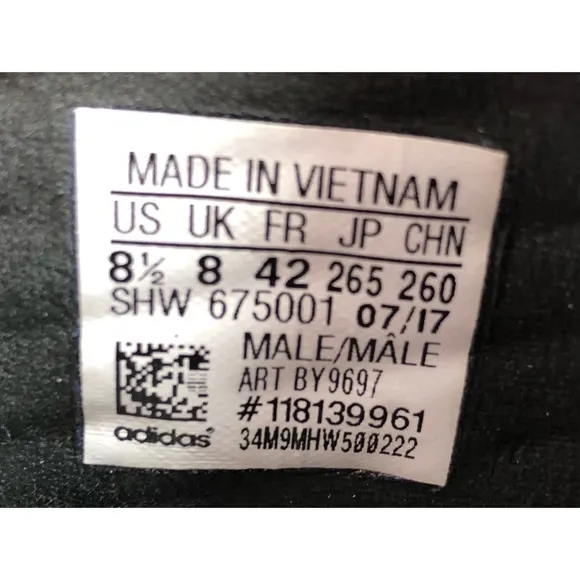 MADE IN VIETNAM
US UK FR JP CHN
8½ 8 42 265 260
SHW 675001 07/17
MALE/MÂLE
ART BY9697
#118139961
adidas 34M9MHW500222